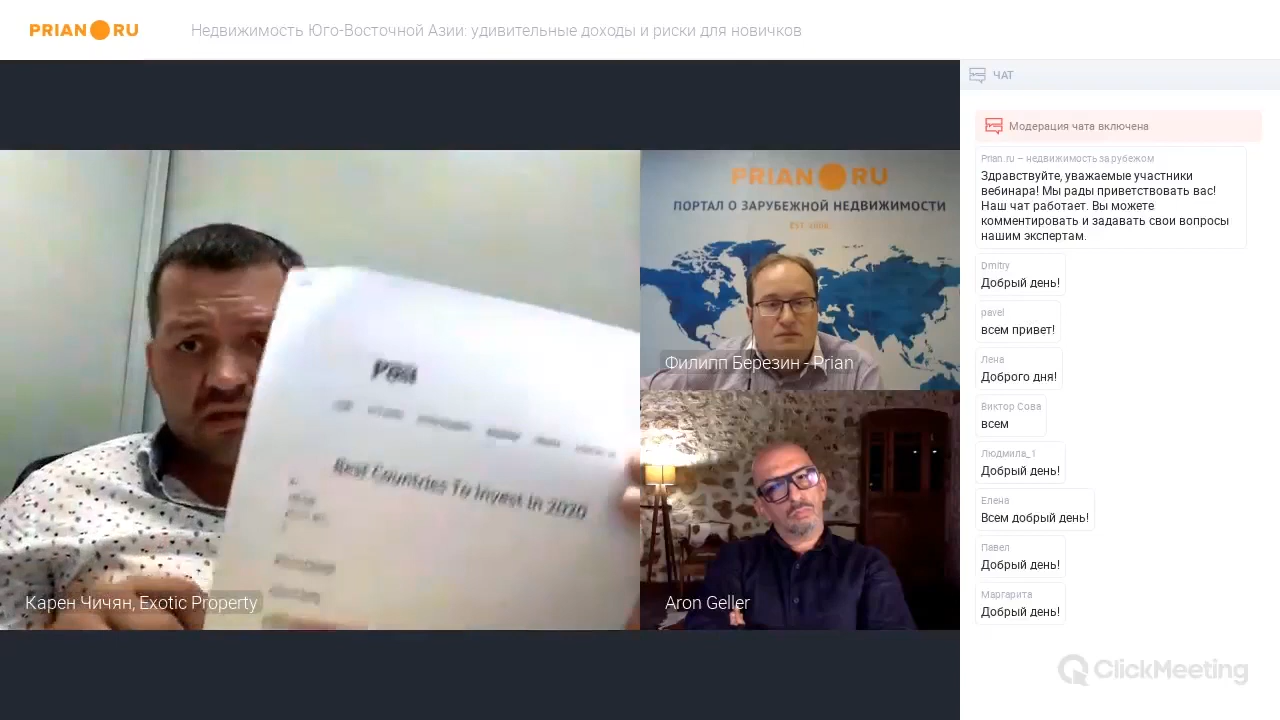 PRIAN RU
Недвижимость Юго-Восточной Азии: удивительные доходы и риски для новичков
Best Countries To Invest In 2020
Карен Чичян, Exotic Property
PRIAN RU
ПОРТАЛ О ЗАРУБЕЖНОЙ НЕДВИЖИМОСТИ
Филипп Березин - Prian
Aron Geller
ЧАТ
Модерация чата включена
Prian.ru – недвижимость за рубежом
Здравствуйте, уважаемые участники
вебинара! Мы рады приветствовать вас!
Наш чат работает. Вы можете
комментировать и задавать свои вопросы
нашим экспертам.
Dmitry
Добрый день!
pavel
всем привет!
Лена
Доброго дня!
Виктор Сова
всем
Людмила_1
Добрый день!
Елена
Всем добрый день!
Павел
Добрый день!
Маргарита
Добрый день!
ClickMeeting